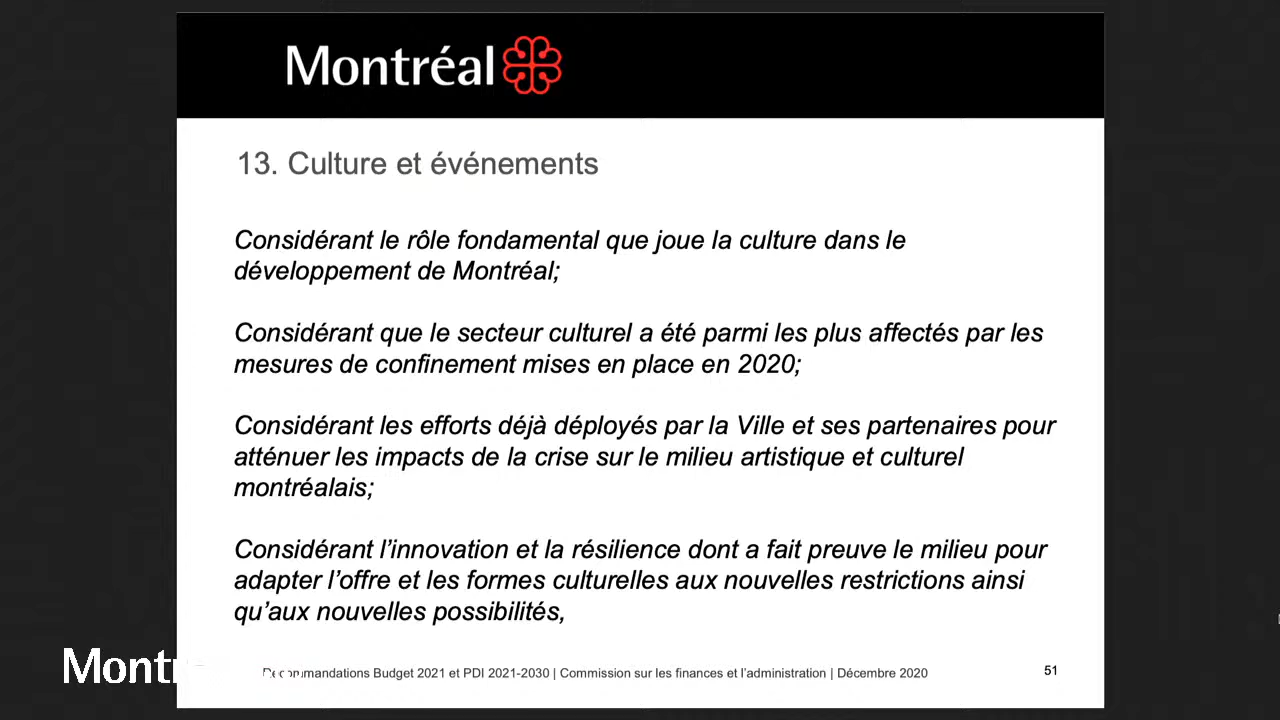 Montréal
13. Culture et événements
Considérant le rôle fondamental que joue la culture dans le
développement de Montréal;
Considérant que le secteur culturel a été parmi les plus affectés par les
mesures de confinement mises en place en 2020;
Considérant les efforts déjà déployés par la Ville et ses partenaires pour
atténuer les impacts de la crise sur le milieu artistique et culturel
montréalais;
Considérant l’innovation et la résilience dont a fait preuve le milieu pour
adapter l’offre et les formes culturelles aux nouvelles restrictions ainsi
qu’aux nouvelles possibilités,
Recommandations Budget 2021 et PDI 2021-2030 | Commission sur les finances et l’administration | Décembre 2020
51
Montr